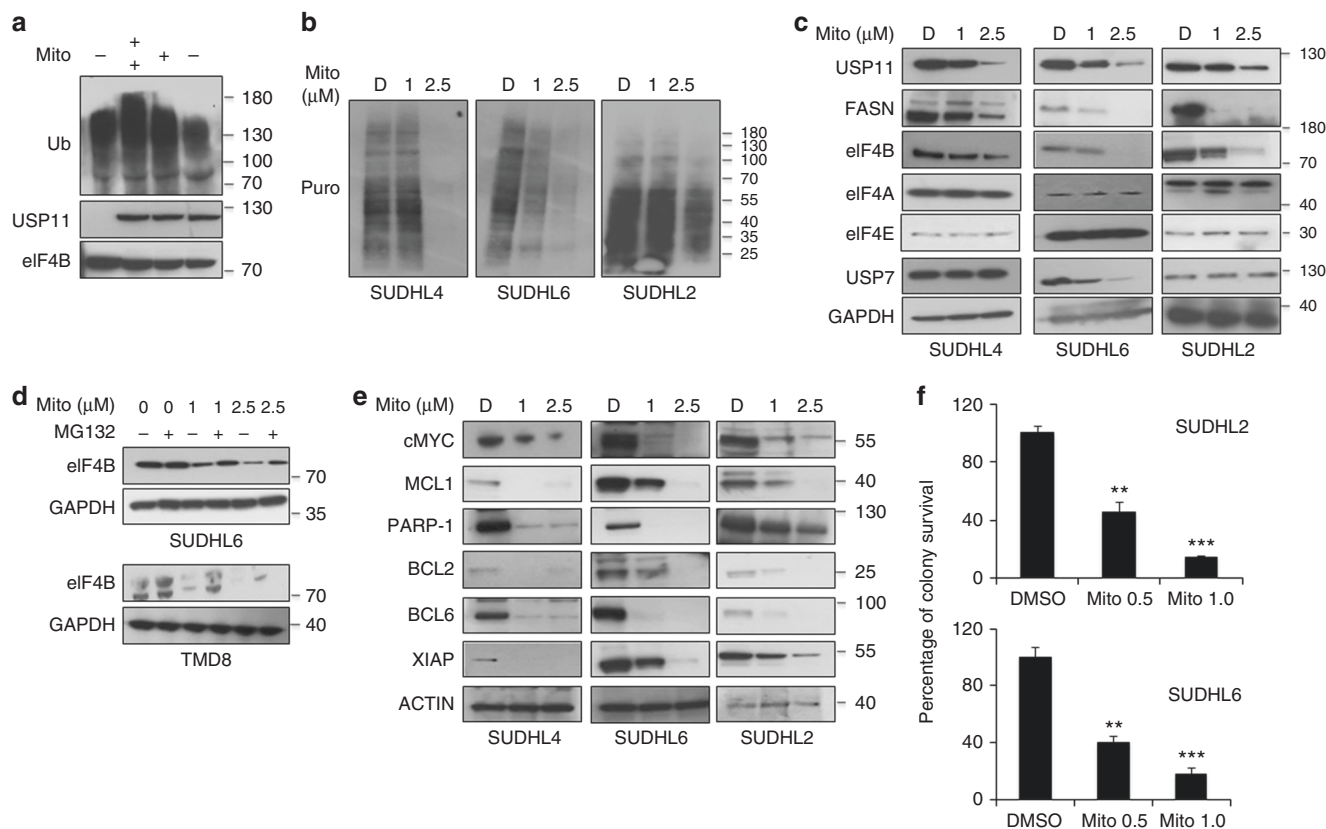 a
Mito – + + + –
Ub
180
130
100
70
USP11
130
eIF4B
70
b
Mito (μM)
D 1 2.5 D 1 2.5 D 1 2.5
Puro
180
130
100
70
55
40
35
25
SUDHL4 SUDHL6 SUDHL2
c
Mito (μM) D 1 2.5 D 1 2.5 D 1 2.5
USP11 130
FASN
180
eIF4B
70
eIF4A
40
eIF4E 30
USP7 130
GAPDH 40
SUDHL4 SUDHL6 SUDHL2
d
Mito (μM) 0 0 1 1 2.5 2.5
MG132 – + – + – +
eIF4B
70
GAPDH
35
SUDHL6
eIF4B
70
GAPDH 40
TMD8
e
Mito (μM) D 1 2.5 D 1 2.5 D 1 2.5
cMYC 55
MCL1 40
PARP-1 130
BCL2 25
BCL6 100
XIAP 55
ACTIN 40
SUDHL4 SUDHL6 SUDHL2
f
Percentage of colony survival
120
80
40
0
SUDHL2
**
***
DMSO Mito 0.5 Mito 1.0
120
80
40
0
SUDHL6
**
***
DMSO Mito 0.5 Mito 1.0